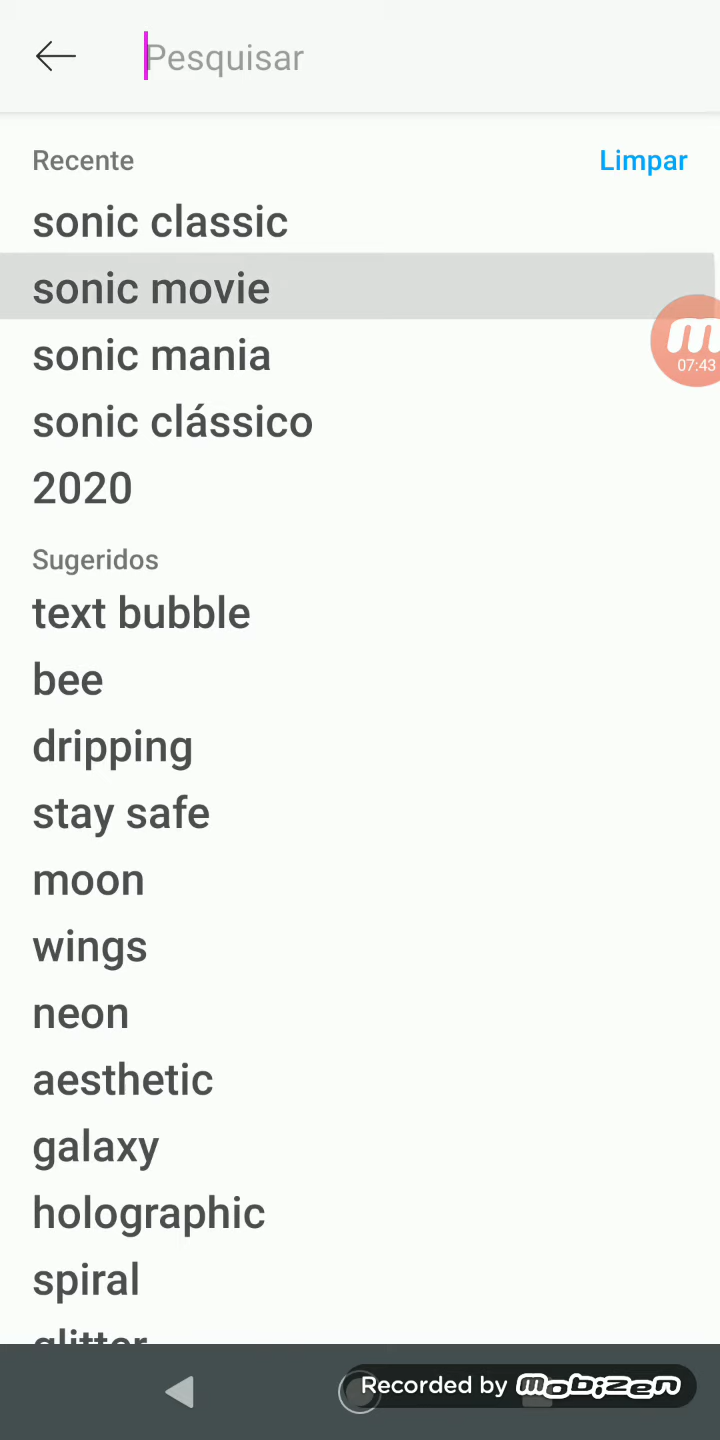 Pesquisar
Recente
Limpar
sonic classic
sonic movie
07:43
sonic mania
sonic clássico
2020
Sugeridos
text bubble
bee
dripping
stay safe
moon
wings
neon
aesthetic
galaxy
holographic
spiral
glitter
Recorded by mobizen